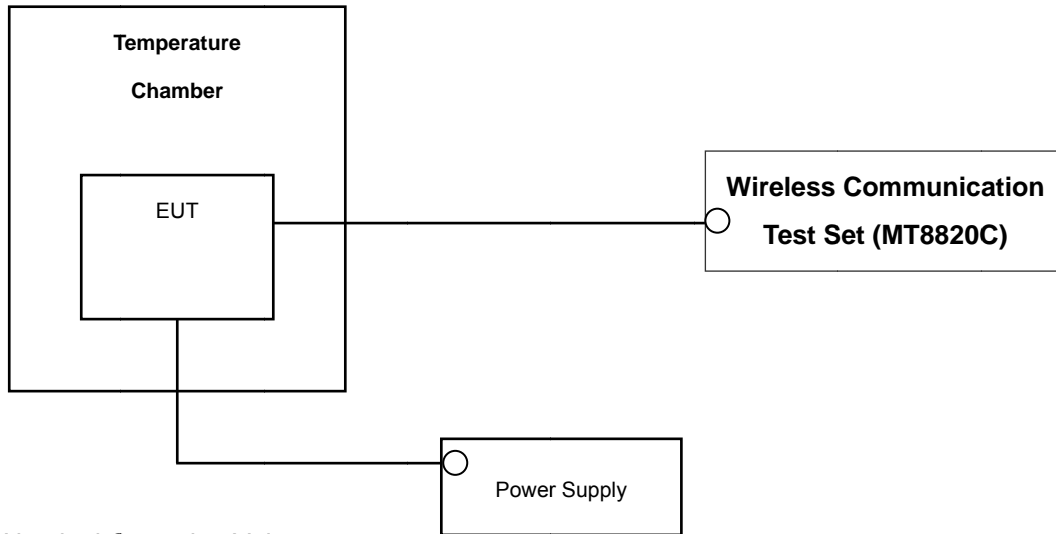 Temperature
Chamber
EUT
Wireless Communication
Test Set (MT8820C)
Power Supply